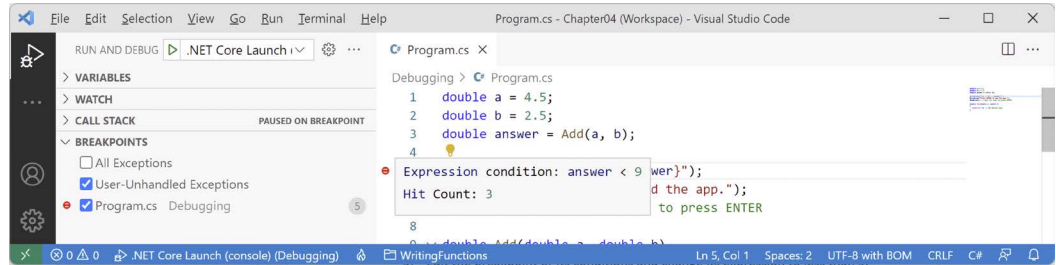 File Edit Selection View Go Run Terminal Help Program.cs - Chapter04 (Workspace) - Visual Studio Code
RUN AND DEBUG .NET Core Launch (
Program.cs
VARIABLES
WATCH
CALL STACK PAUSED ON BREAKPOINT
BREAKPOINTS
All Exceptions
User-Unhandled Exceptions
Program.cs Debugging 5
Debugging > Program.cs
1 double a = 4.5;
2 double b = 2.5;
3 double answer = Add(a, b);
4
Expression condition: answer < 9 wer}");
Hit Count: 3 d the app.");
to press ENTER
8
double Add(double a, double b)
0 0 .NET Core Launch (console) (Debugging) WritingFunctions Ln 5, Col 1 Spaces: 2 UTF-8 with BOM CRLF C#